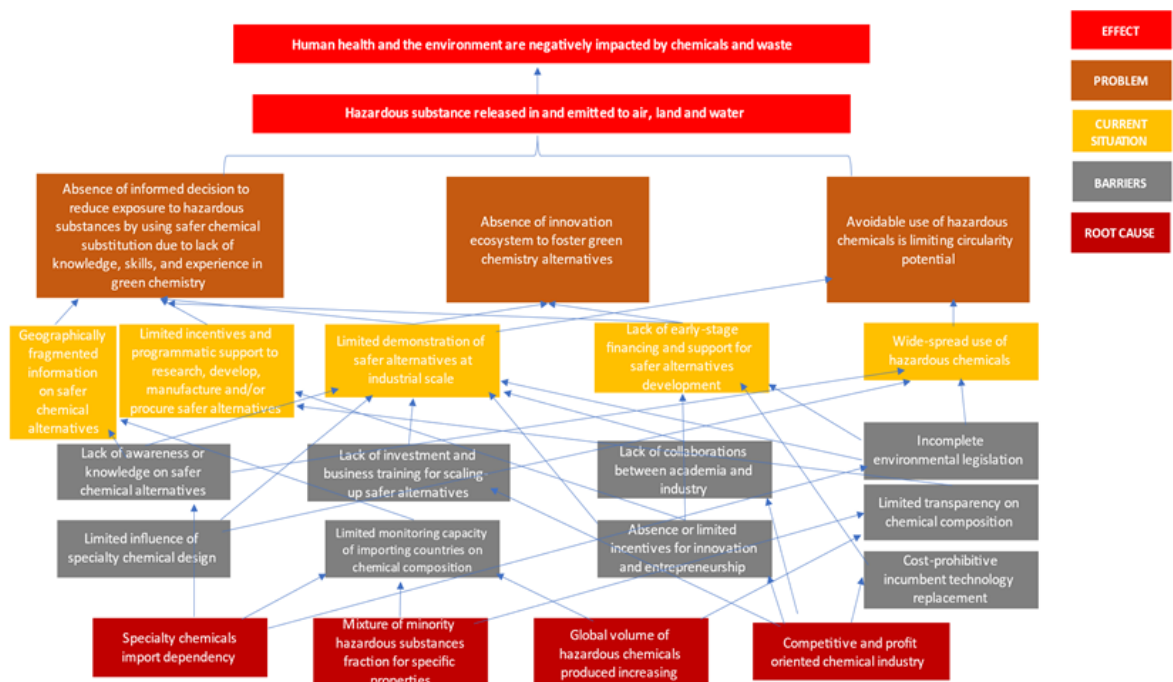 Human health and the environment are negatively impacted by chemicals and waste
EFFECT
PROBLEM
CURRENT
SITUATION
BARRIERS
ROOT CAUSE
Hazardous substance released in and emitted to air, land and water
Absence of informed decision to
reduce exposure to hazardous
substances by using safer chemical
substitution due to lack of
knowledge, skills, and experience in
green chemistry
Absence of innovation
ecosystem to foster green
chemistry alternatives
Avoidable use of hazardous
chemicals is limiting circularity
potential
Geographically
fragmented
information
on safer
chemical
alternatives
Limited incentives and
programmatic support to
research, develop,
manufacture and/or
procure safer alternatives
Limited demonstration of
safer alternatives at
industrial scale
Lack of early-stage
financing and support for
safer alternatives
development
Wide-spread use of
hazardous chemicals
Lack of awareness or
knowledge on safer
chemical alternatives
Lack of investment and
business training for scaling
up safer alternatives
Lack of collaborations
between academia and
industry
Incomplete
environmental legislation
Limited transparency on
chemical composition
Limited influence of
specialty chemical design
Limited monitoring capacity
of importing countries on
chemical composition
Absence or limited
incentives for innovation
and entrepreneurship
Cost-prohibitive
incumbent technology
replacement
Specialty chemicals
import dependency
Mixture of minority
hazardous substances
fraction for specific
properties
Global volume of
hazardous chemicals
produced increasing
Competitive and profit
oriented chemical industry